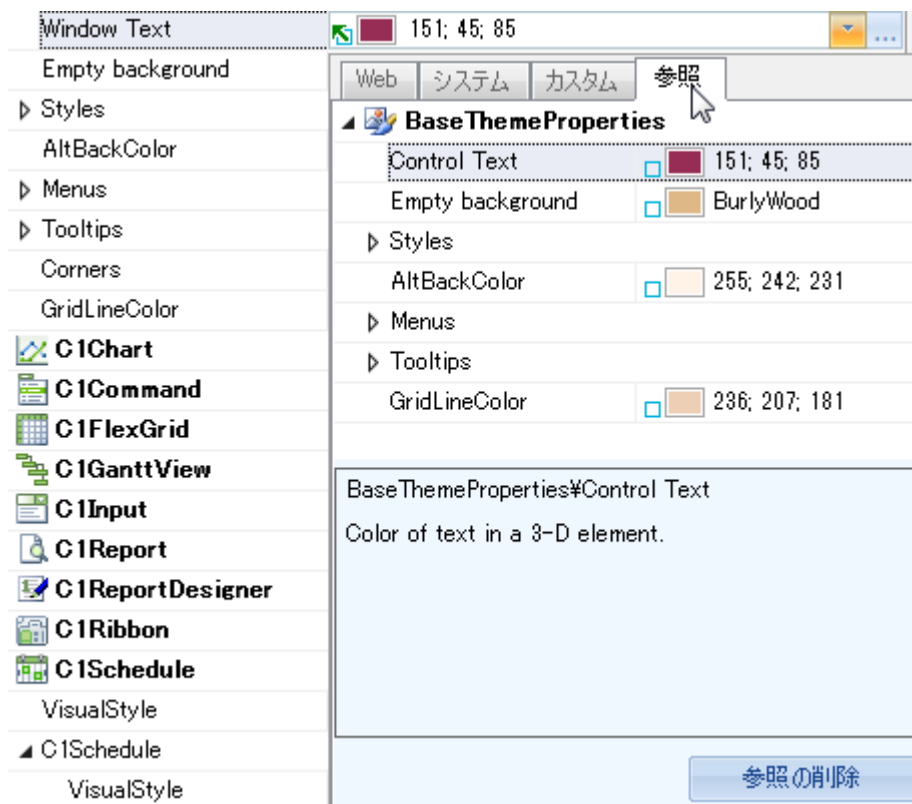 Window Text
151; 45; 85
...
Empty background
Styles
AltBackColor
Menus
Tooltips
Corners
GridLineColor
C1Chart
C1Command
C1FlexGrid
C1GanttView
C1Input
C1Report
C1ReportDesigner
C1Ribbon
C1Schedule
VisualStyle
C1Schedule
VisualStyle
Web
システム
カスタム
参照
BaseThemeProperties
Control Text
151; 45; 85
Empty background
BurlyWood
Styles
AltBackColor
255; 242; 231
Menus
Tooltips
GridLineColor
236; 207; 181
BaseThemeProperties¥Control Text
Color of text in a 3-D element.
参照の削除